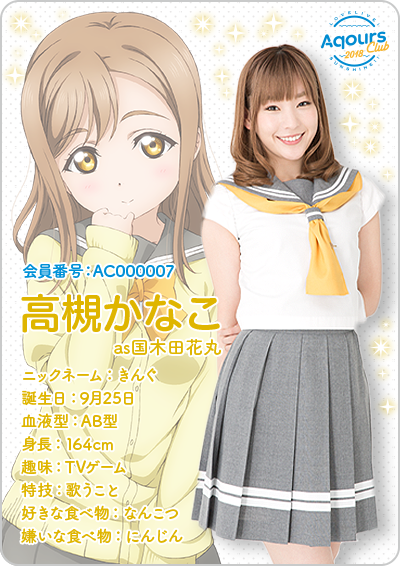 LOVELIVE!
Aqours
Club
2018
SUNSHINE!!
会員番号：AC000007
高槻かなこ
as国木田花丸
ニックネーム：きんぐ
誕生日：9月25日
血液型：AB型
身長：164cm
趣味：TVゲーム
特技：歌うこと
好きな食べ物：なんこつ
嫌いな食べ物：にんじん